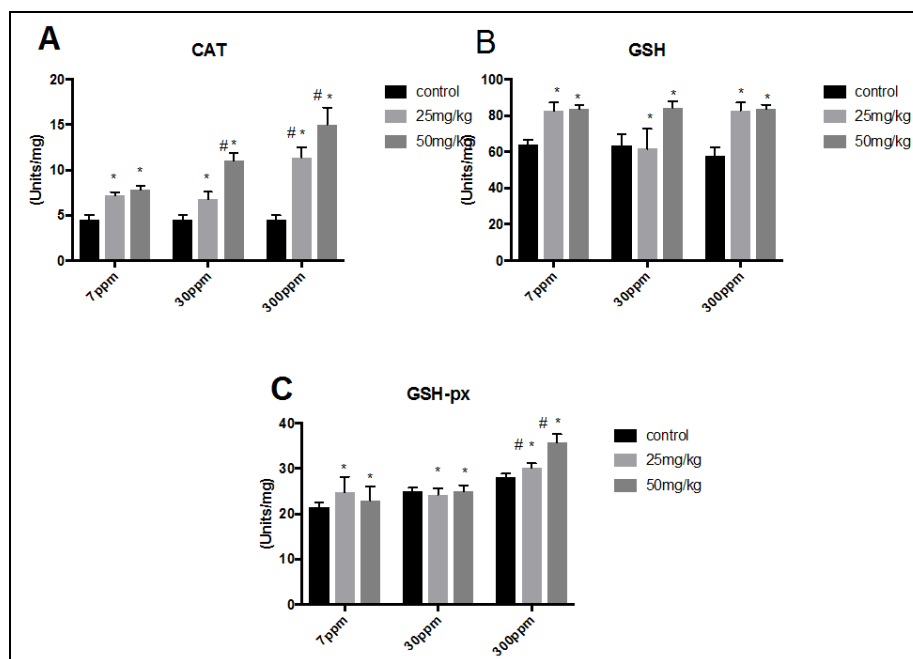 A
CAT
(Units/mg)
20
15
10
5
0
* *
* #*
#* #*
7ppm
30ppm
300ppm
control
25mg/kg
50mg/kg
B
GSH
(Units/mg)
100
80
60
40
20
0
* *
* *
* *
7ppm
30ppm
300ppm
control
25mg/kg
50mg/kg
C
GSH-px
(Units/mg)
40
30
20
10
0
* *
* *
# * # *
7ppm
30ppm
300ppm
control
25mg/kg
50mg/kg